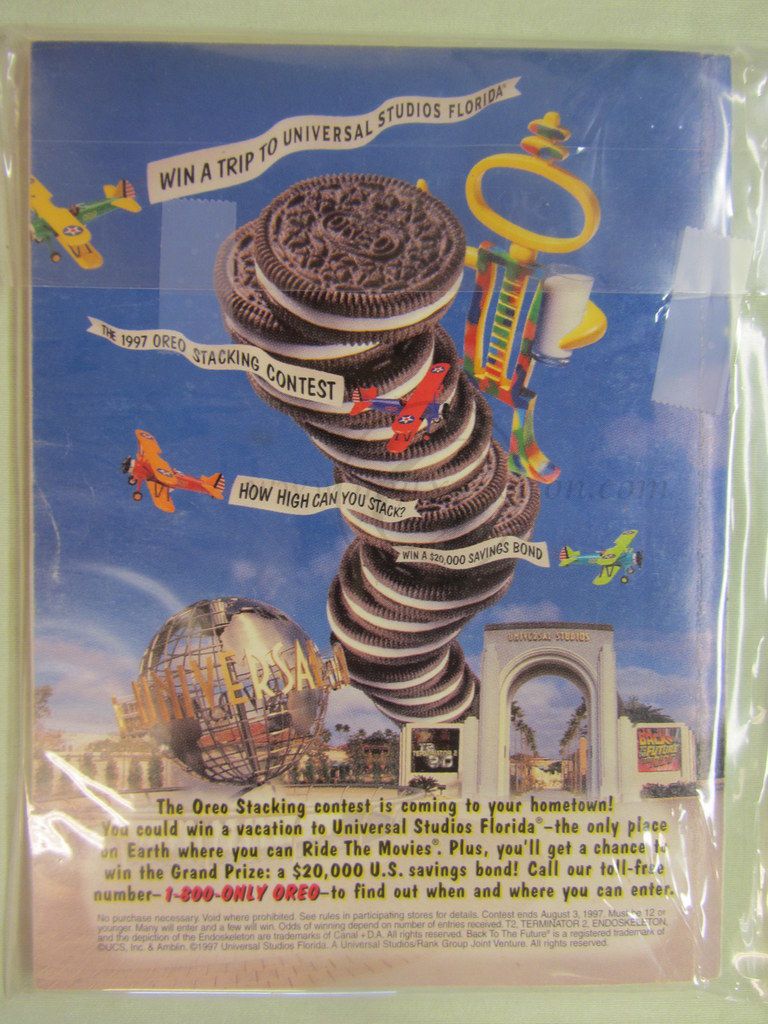 WIN A TRIP TO UNIVERSAL STUDIOS FLORIDA®
OREO
THE 1997 OREO STACKING CONTEST
HOW HIGH CAN YOU STACK?
WIN A $20,000 SAVINGS BOND
UNIVERSAL STUDIOS
UNIVERSAL
TERMINATOR 2
BACK TO THE FUTURE
The Oreo Stacking contest is coming to your hometown!
You could win a vacation to Universal Studios Florida®–the only place
on Earth where you can Ride The Movies®. Plus, you'll get a chance to
win the Grand Prize: a $20,000 U.S. savings bond! Call our toll-free
number–1-800-ONLY OREO–to find out when and where you can enter.
No purchase necessary. Void where prohibited. See rules in participating stores for details. Contest ends August 3, 1997. Must be 12 or
younger. Many will enter and a few will win. Odds of winning depend on number of entries received. T2, TERMINATOR 2, ENDOSKELETON,
and the depiction of the Endoskeleton are trademarks of Canal +D.A. All rights reserved. Back To The Future® is a registered trademark of
©UCS, Inc. & Amblin. ©1997 Universal Studios Florida. A Universal Studios/Rank Group Joint Venture. All rights reserved.